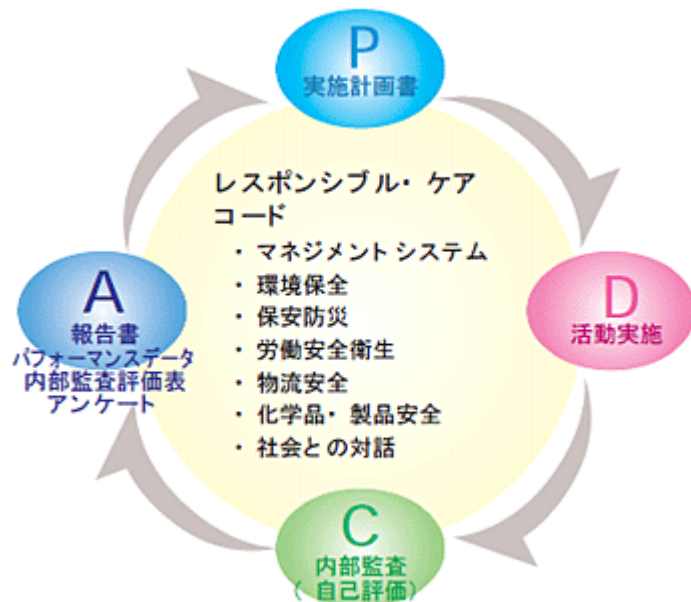 P
実施計画書
レスポンシブル・ケア
コード
・マネジメントシステム
・環境保全
・保安防災
・労働安全衛生
・物流安全
・化学品・製品安全
・社会との対話
D
活動実施
C
内部監査
(自己評価)
A
報告書
パフォーマンスデータ
内部監査評価表
アンケート